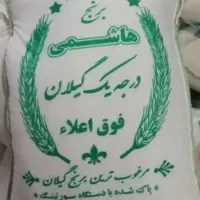 برنج
هاشمی
درجه یک گیلان
فوق اعلاء
مرغوب ترین برنج گیلان
پاک شده با دستگاه سورتینگ